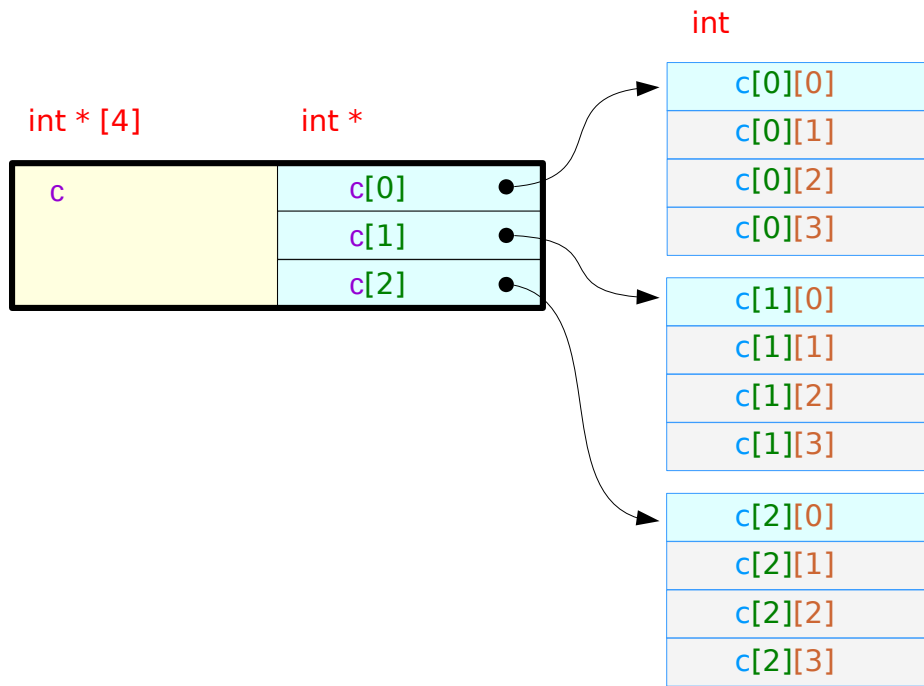 int
int * [4]
int *
c
c[0]
c[1]
c[2]
c[0][0]
c[0][1]
c[0][2]
c[0][3]
c[1][0]
c[1][1]
c[1][2]
c[1][3]
c[2][0]
c[2][1]
c[2][2]
c[2][3]